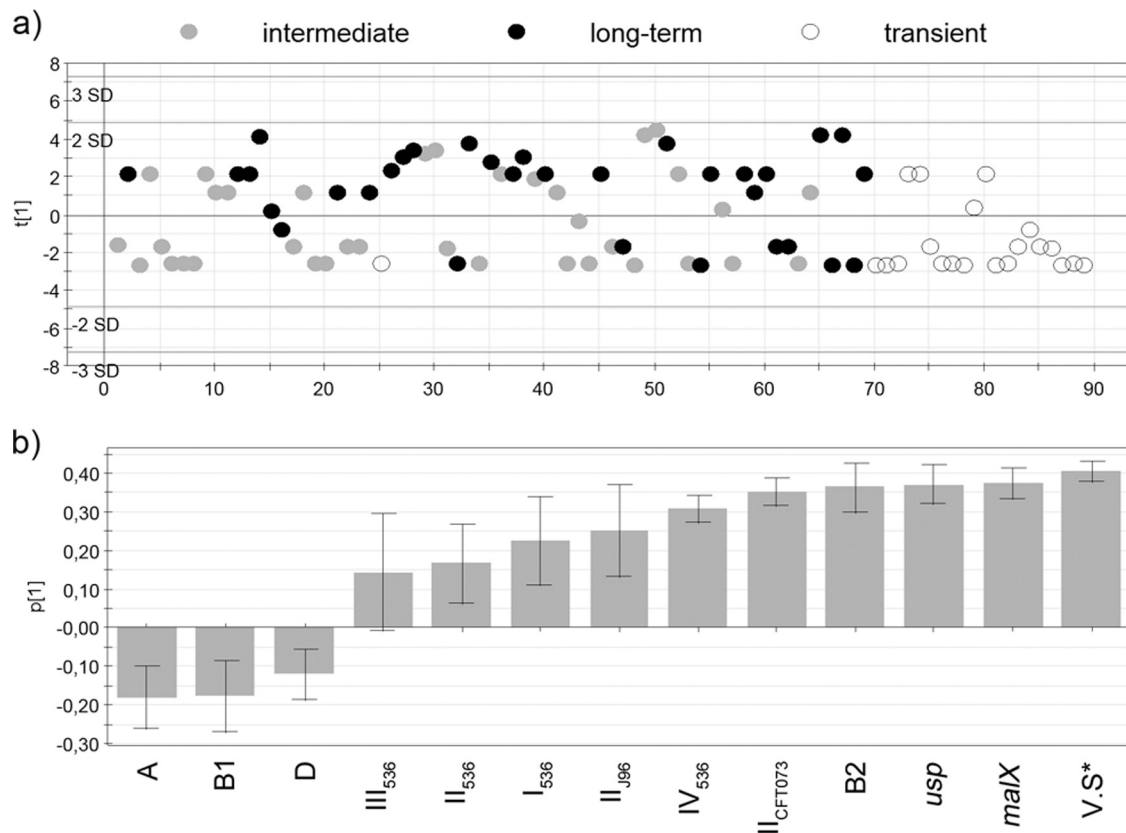 a)
intermediate long-term transient
8
3 SD
6
2 SD
4
2
t[1]
0
-2
-4
-2 SD
-6
-8
-3 SD
0 10 20 30 40 50 60 70 80 90
b)
0,40
0,30
0,20
0,10
p[1]
-0,00
-0,10
-0,20
-0,30
A B1 D III536 II536 I536 IIJ96 IV536 IICFT073 B2 usp malX V.S*